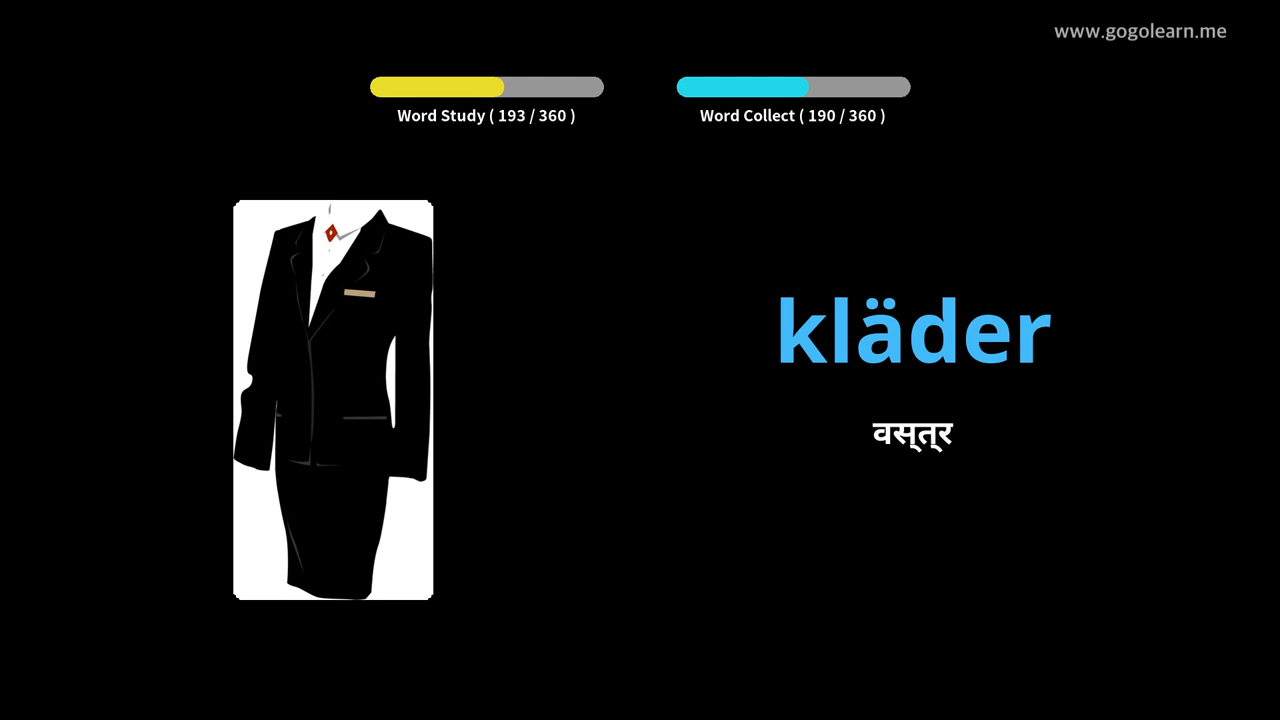 www.gogolearn.me
Word Study ( 193 / 360 )
Word Collect ( 190 / 360 )
kläder
वस्त्र